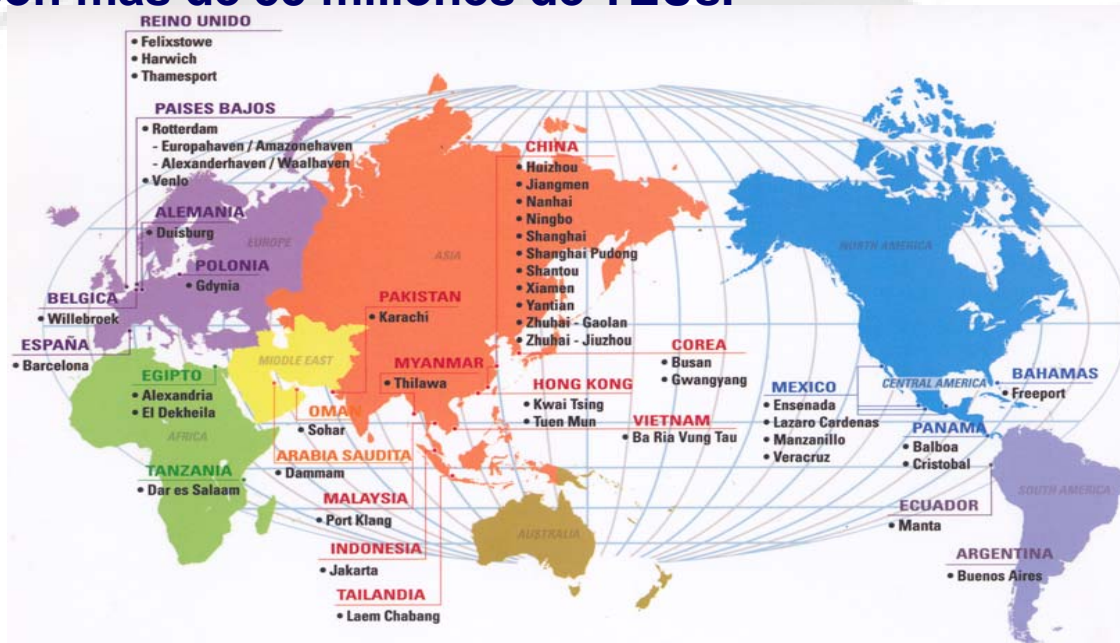 REINO UNIDO
• Felixstowe
• Harwich
• Thamesport
PAISES BAJOS
• Rotterdam
- Europahaven / Amazonehaven
- Alexanderhaven / Waalhaven
• Venlo
ALEMANIA
• Duisburg
EUROPE
POLONIA
• Gdynia
BELGICA
• Willebroek
ESPAÑA
• Barcelona
EGIPTO
• Alexandria
• El Dekheila
AFRICA
TANZANIA
• Dar es Salaam
MIDDLE EAST
OMAN
• Sohar
ARABIA SAUDITA
• Dammam
ASIA
PAKISTAN
• Karachi
MYANMAR
• Thilawa
MALAYSIA
• Port Klang
INDONESIA
• Jakarta
TAILANDIA
• Laem Chabang
CHINA
• Huizhou
• Jiangmen
• Nanhai
• Ningbo
• Shanghai
• Shanghai Pudong
• Shantou
• Xiamen
• Yantian
• Zhuhai - Gaolan
• Zhuhai - Jiuzhou
COREA
• Busan
• Gwangyang
HONG KONG
• Kwai Tsing
• Tuen Mun
VIETNAM
• Ba Ria Vung Tau
AUSTRALIA
NORTH AMERICA
CENTRAL AMERICA
MEXICO
• Ensenada
• Lazaro Cardenas
• Manzanillo
• Veracruz
BAHAMAS
• Freeport
PANAMA
• Balboa
• Cristobal
SOUTH AMERICA
ECUADOR
• Manta
ARGENTINA
• Buenos Aires